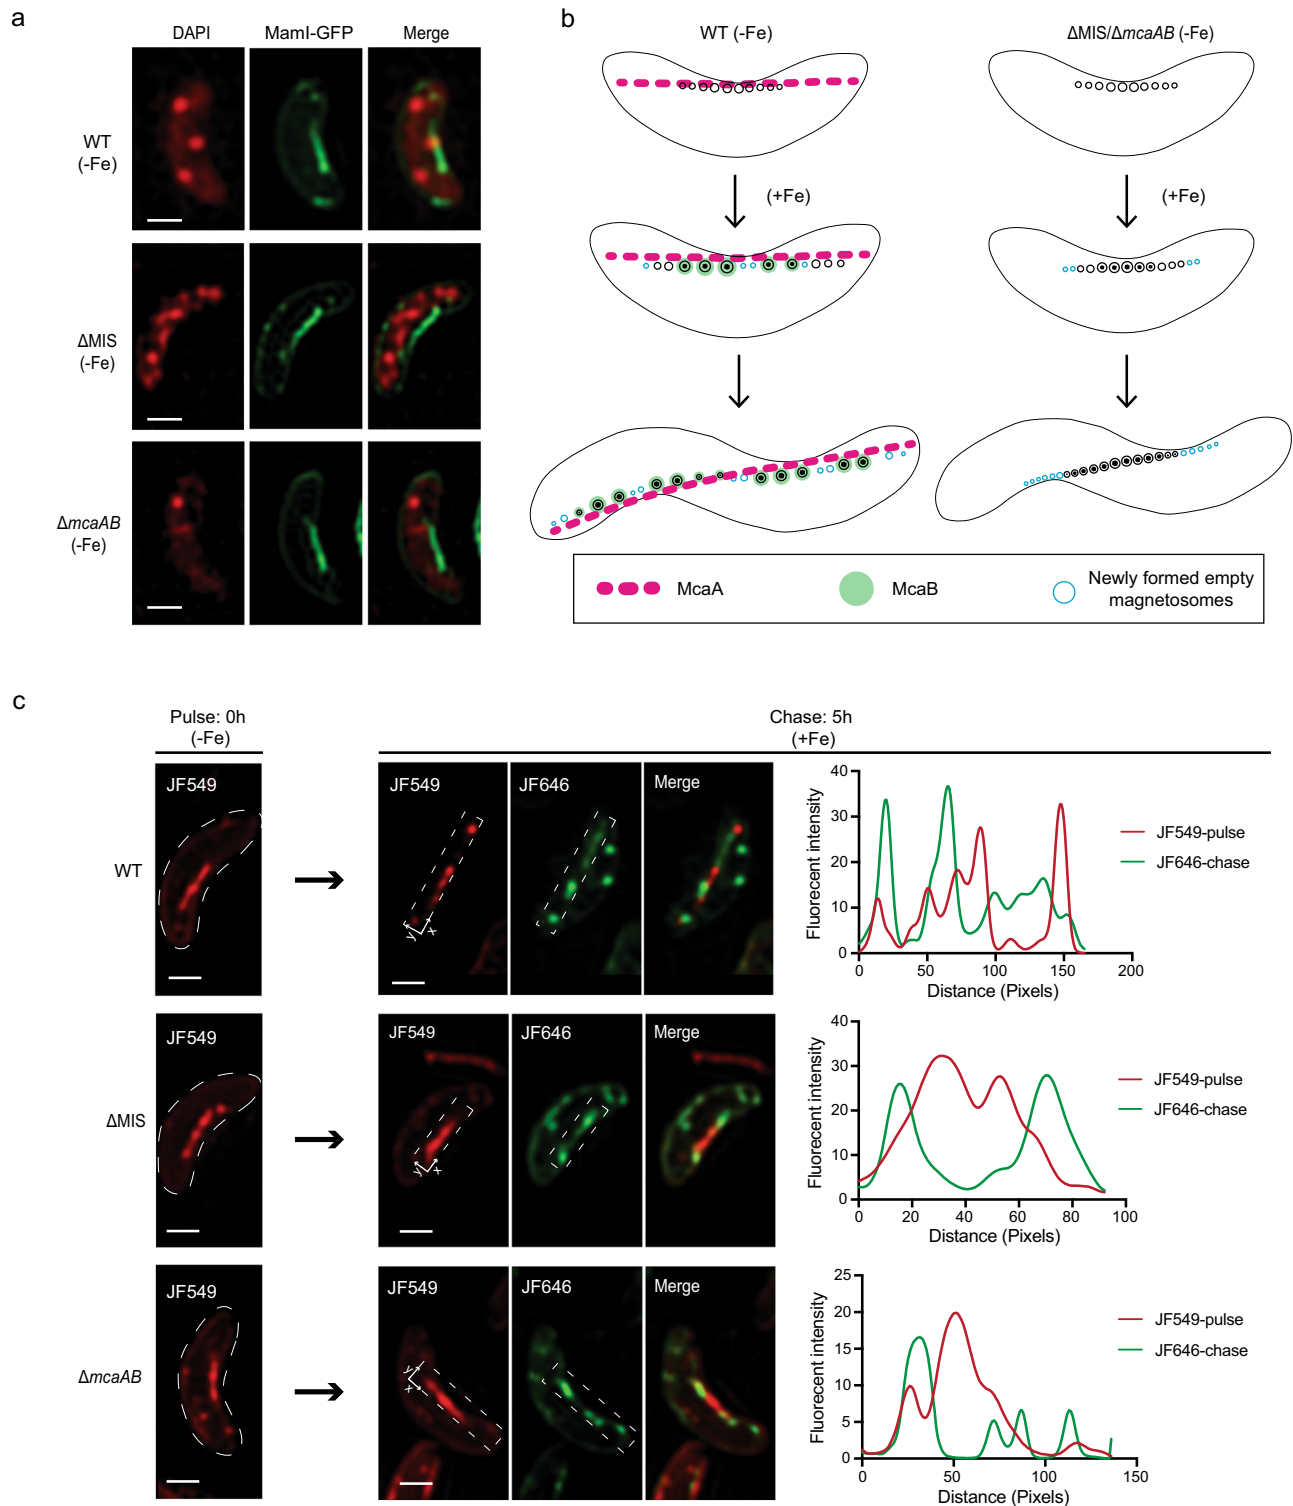 a
DAPI
MamI-GFP
Merge
WT
(-Fe)
ΔMIS
(-Fe)
ΔmcaAB
(-Fe)
b
WT (-Fe)
ΔMIS/ΔmcaAB (-Fe)
(+Fe)
(+Fe)
McaA
McaB
Newly formed empty
magnetosomes
c
Pulse: 0h
(-Fe)
Chase: 5h
(+Fe)
WT
JF549
JF549
JF646
Merge
y
x
Fluorecent intensity
40
30
20
10
0
0 50 100 150 200
Distance (Pixels)
JF549-pulse
JF646-chase
ΔMIS
JF549
JF549
JF646
Merge
y
x
Fluorecent intensity
40
30
20
10
0
0 20 40 60 80 100
Distance (Pixels)
JF549-pulse
JF646-chase
ΔmcaAB
JF549
JF549
JF646
Merge
y
x
Fluorecent intensity
25
20
15
10
5
0
0 50 100 150
Distance (Pixels)
JF549-pulse
JF646-chase